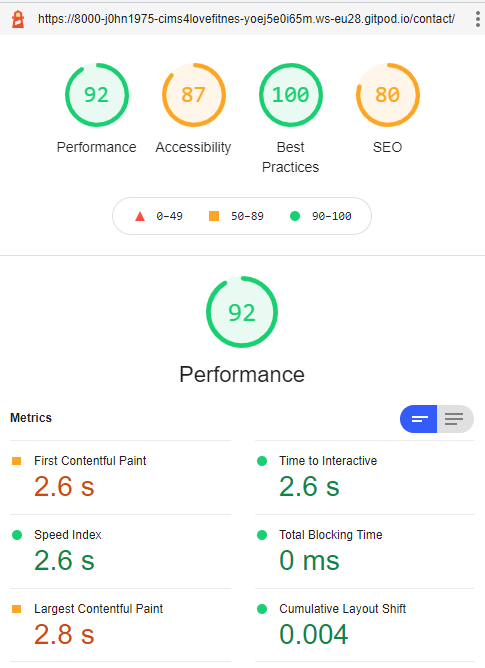 https://8000-j0hn1975-cims4lovefitnes-yoej5e0i65m.ws-eu28.gitpod.io/contact/
92 87 100 80
Performance Accessibility Best Practices SEO
0–49 50–89 90–100
92
Performance
Metrics
First Contentful Paint
2.6 s
Time to Interactive
2.6 s
Speed Index
2.6 s
Total Blocking Time
0 ms
Largest Contentful Paint
2.8 s
Cumulative Layout Shift
0.004